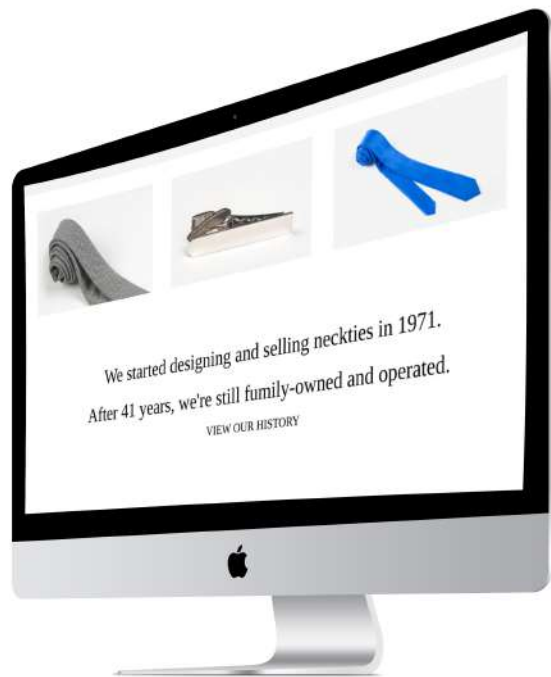 We started designing and selling neckties in 1971.
After 41 years, we're still fumily-owned and operated.
VIEW OUR HISTORY